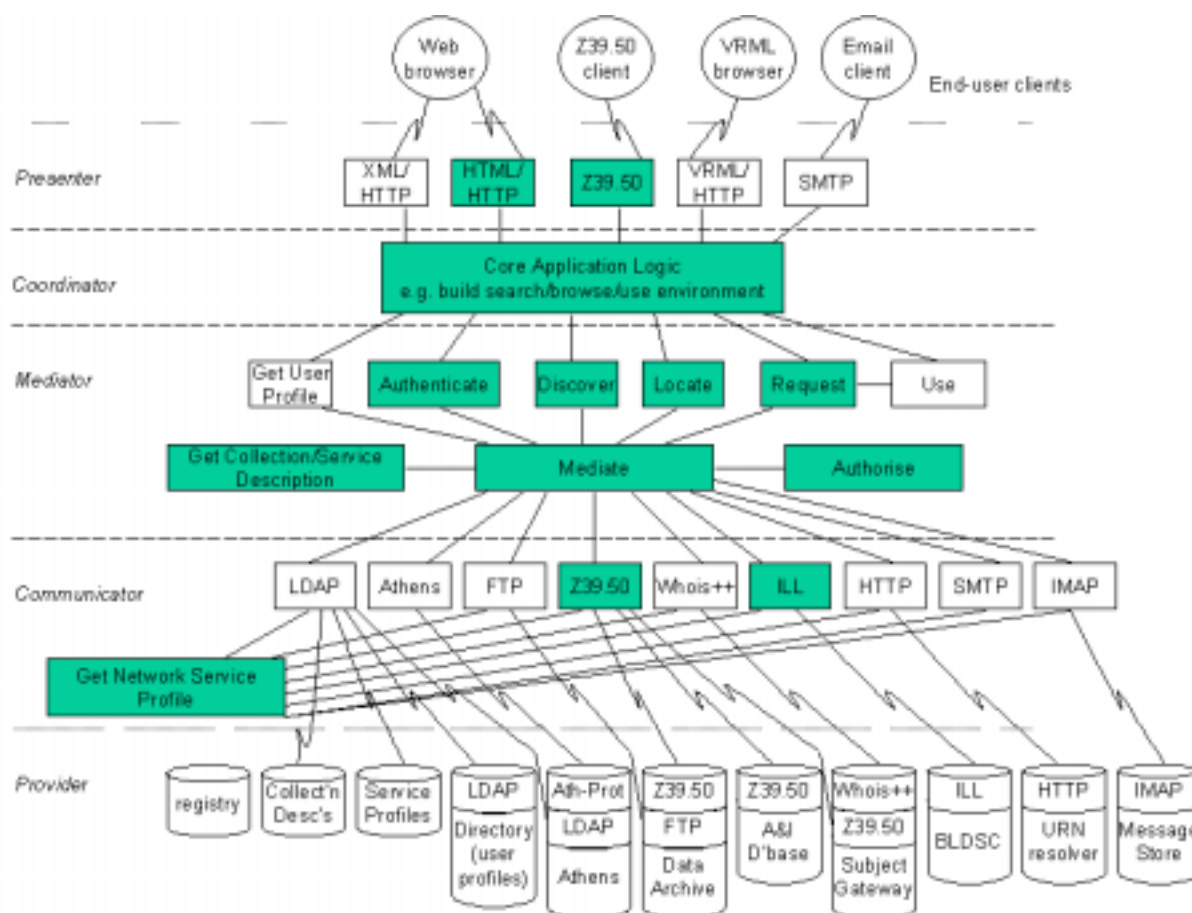 Web
browser
Z39.50
client
VRML
browser
Email
client
End-user clients
Presenter
XML/
HTTP
HTML/
HTTP
Z39.50
VRML/
HTTP
SMTP
Coordinator
Core Application Logic
e.g. build search/browse/use environment
Mediator
Get User
Profile
Authenticate
Discover
Locate
Request
Use
Get Collection/Service
Description
Mediate
Authorise
Communicator
LDAP
Athens
FTP
Z39.50
Whois++
ILL
HTTP
SMTP
IMAP
Get Network Service
Profile
Provider
registry
Collect'n
Desc's
Service
Profiles
LDAP
Directory
(user
profiles)
Ath-Prot
LDAP
Athens
Z39.50
FTP
Data
Archive
Z39.50
A&I
D'base
Whois++
Z39.50
Subject
Gateway
ILL
BLDSC
HTTP
URN
resolver
IMAP
Message
Store